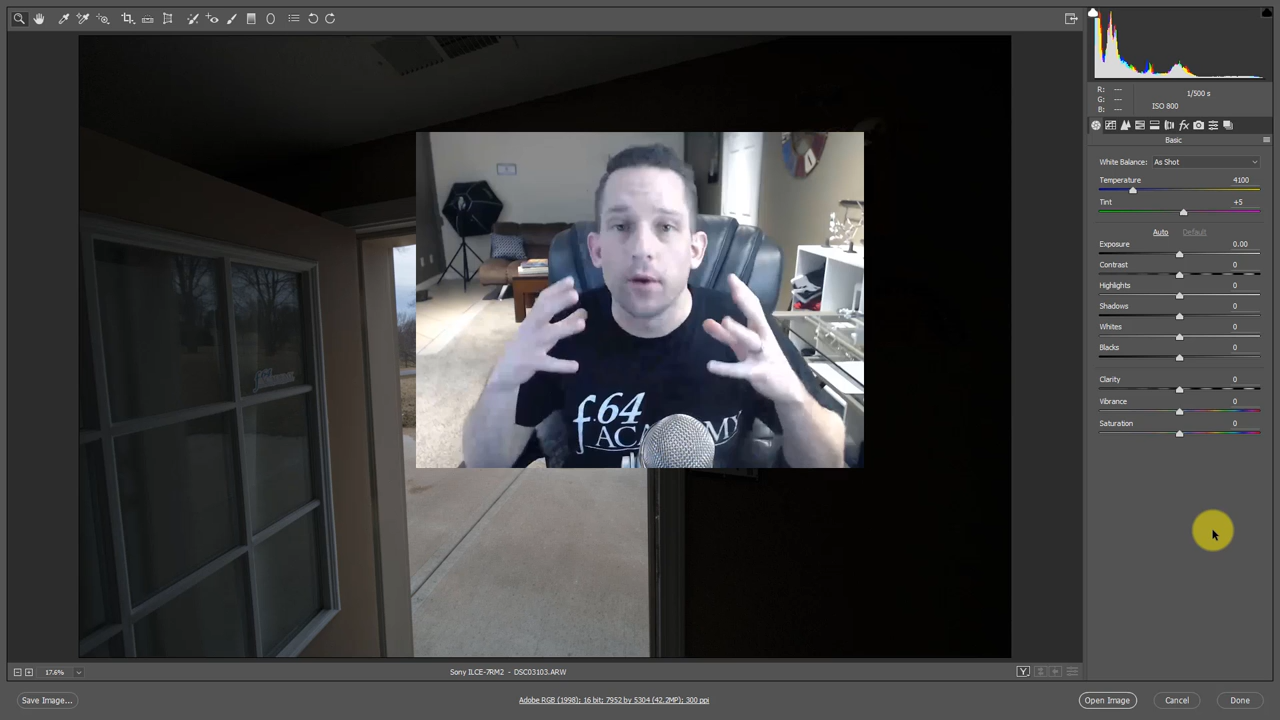 R: ---
G: ---
B: ---
1/500 s
ISO 800
Basic
White Balance: As Shot
Temperature 4100
Tint +5
Auto Default
Exposure 0.00
Contrast 0
Highlights 0
Shadows 0
Whites 0
Blacks 0
Clarity 0
Vibrance 0
Saturation 0
f.64
ACADEMY
17.6%
Sony ILCE-7RM2 - DSC03103.ARW
Y
Save Image...
Adobe RGB (1998); 16 bit; 7952 by 5304 (42.2MP); 300 ppi
Open Image
Cancel
Done